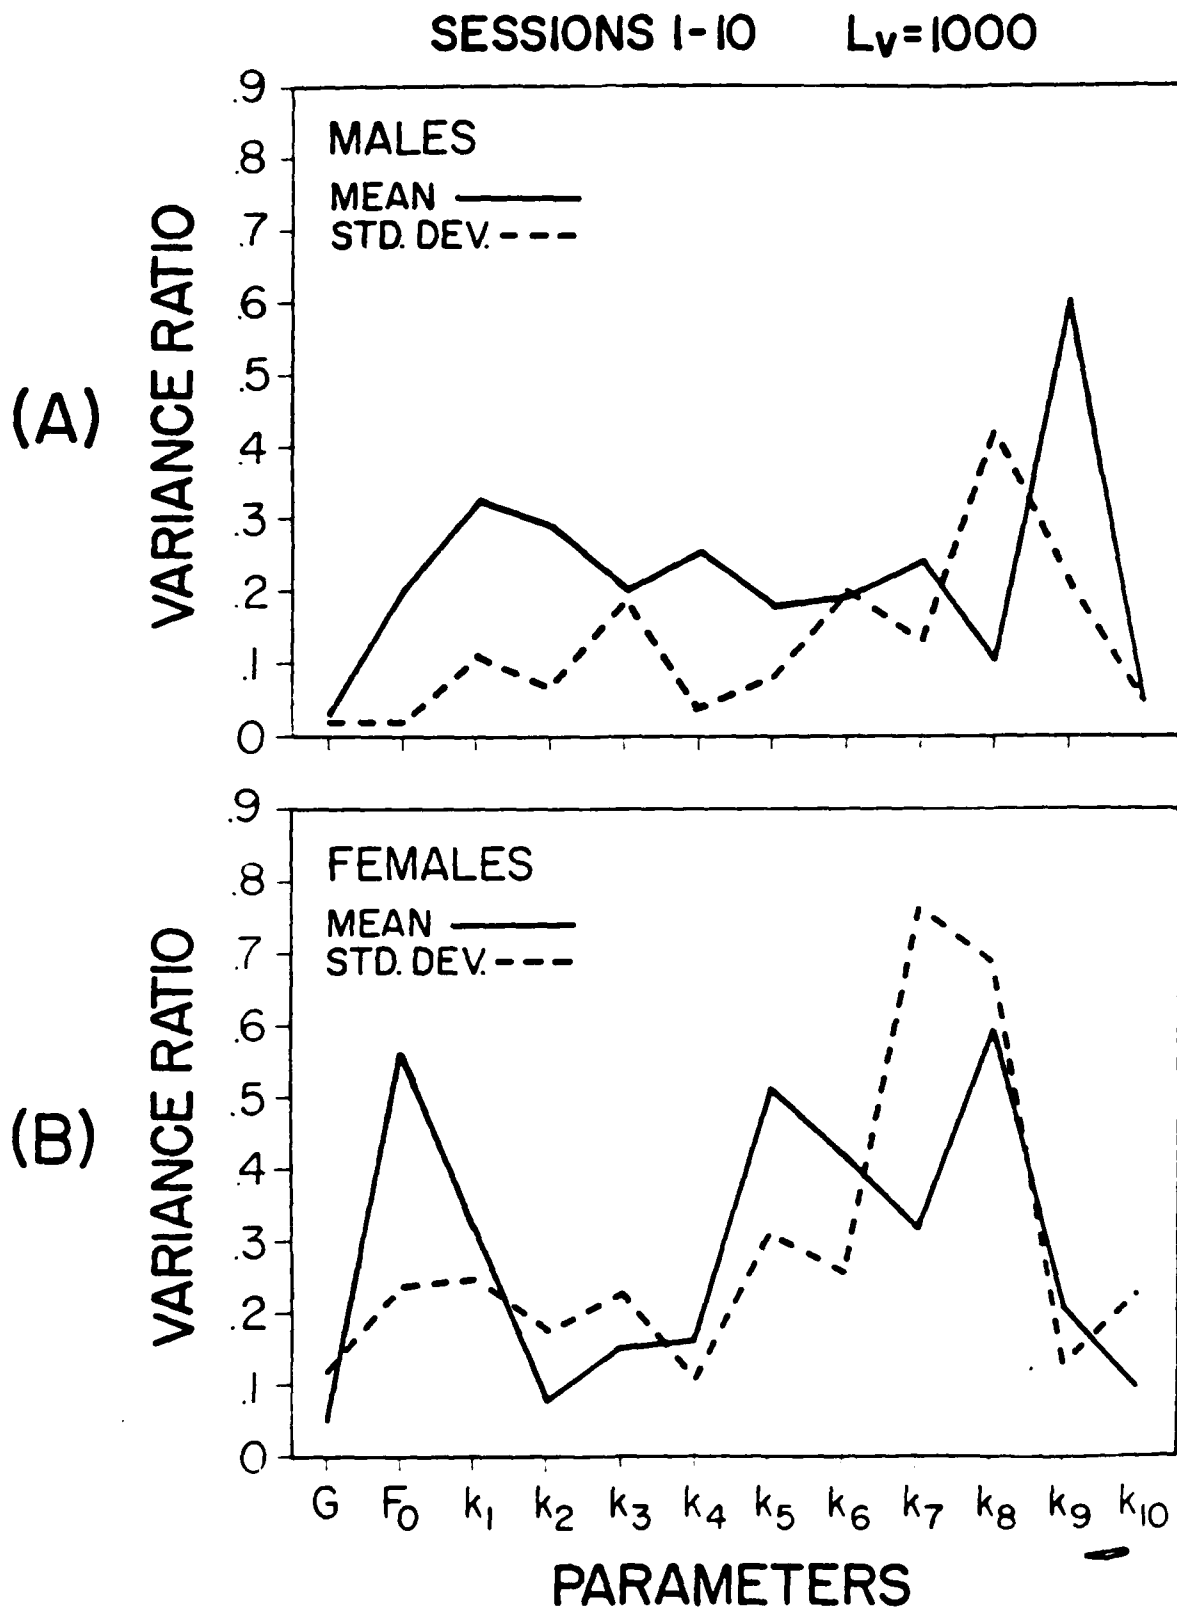 SESSIONS 1-10 Lv=1000
(A)
VARIANCE RATIO
.9
.8
.7
.6
.5
.4
.3
.2
.1
0
MALES
MEAN
STD. DEV.
(B)
VARIANCE RATIO
.9
.8
.7
.6
.5
.4
.3
.2
.1
0
FEMALES
MEAN
STD. DEV.
G F0 k1 k2 k3 k4 k5 k6 k7 k8 k9 k10
PARAMETERS